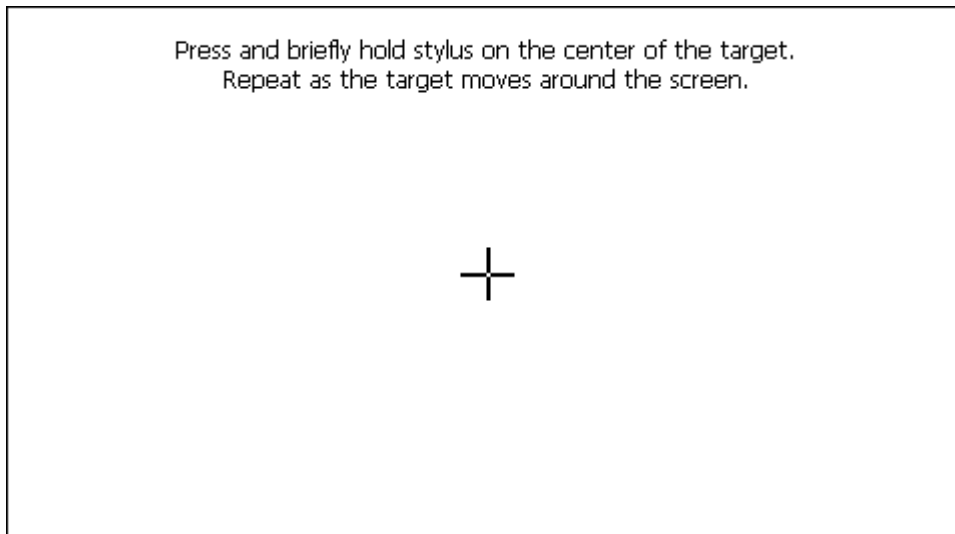 Press and briefly hold stylus on the center of the target.
Repeat as the target moves around the screen.